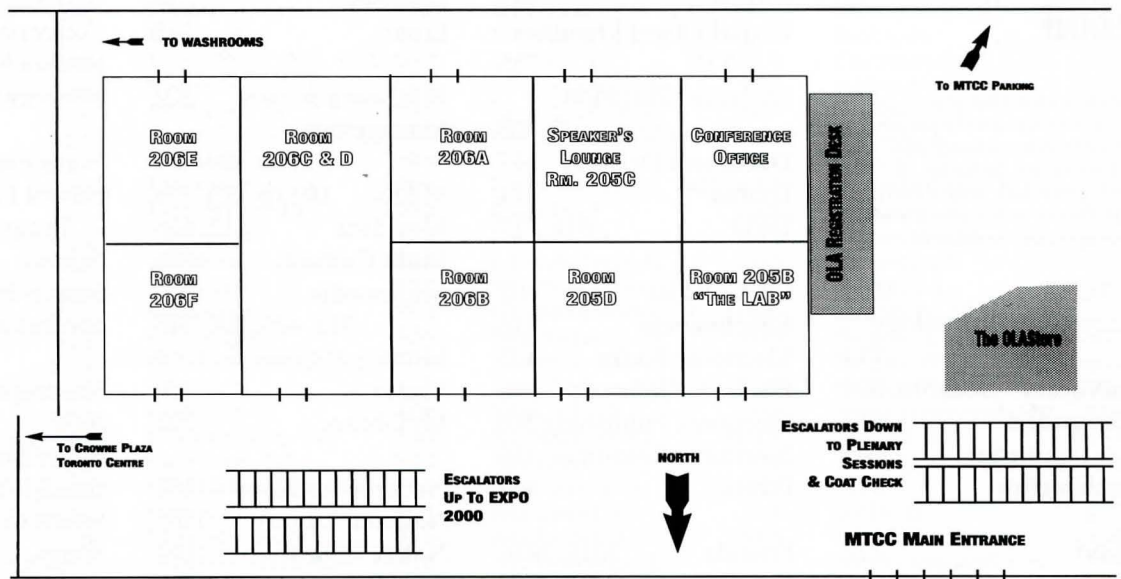 To Washrooms
To MTCC Parking
Room
206E
Room
206C & D
Room
206A
Speaker's
Lounge
Rm. 205C
Conference
Office
OLA Registration Desk
Room
206F
Room
206B
Room
205D
Room 205B
“The LAB”
The OLAStore
To Crowne Plaza
Toronto Centre
Escalators
Up To EXPO
2000
NORTH
Escalators Down
to Plenary
Sessions
& Coat Check
MTCC Main Entrance